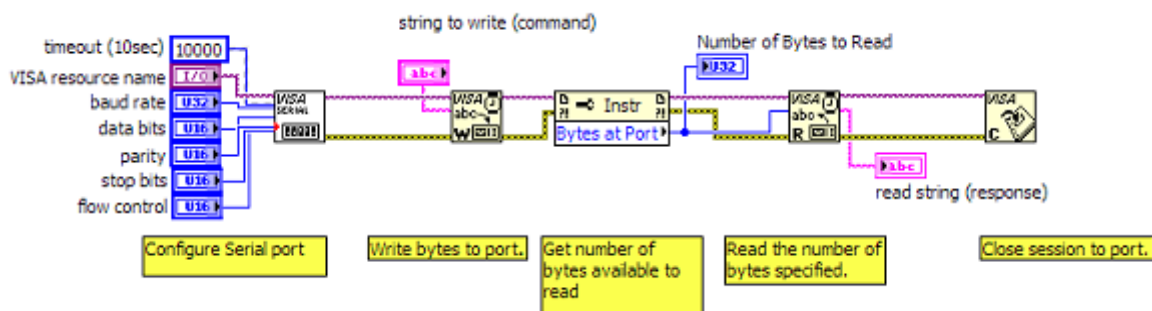 string to write (command)
timeout (10sec)
10000
Number of Bytes to Read
VISA resource name
I/O
abc
U32
baud rate
U32
VISA
SERIAL
VISA
abc
W
Instr
Bytes at Port
VISA
abc
R
VISA
C
data bits
U16
parity
U16
abc
stop bits
U16
read string (response)
flow control
U16
Configure Serial port
Write bytes to port.
Get number of
bytes available to
read
Read the number of
bytes specified.
Close session to port.